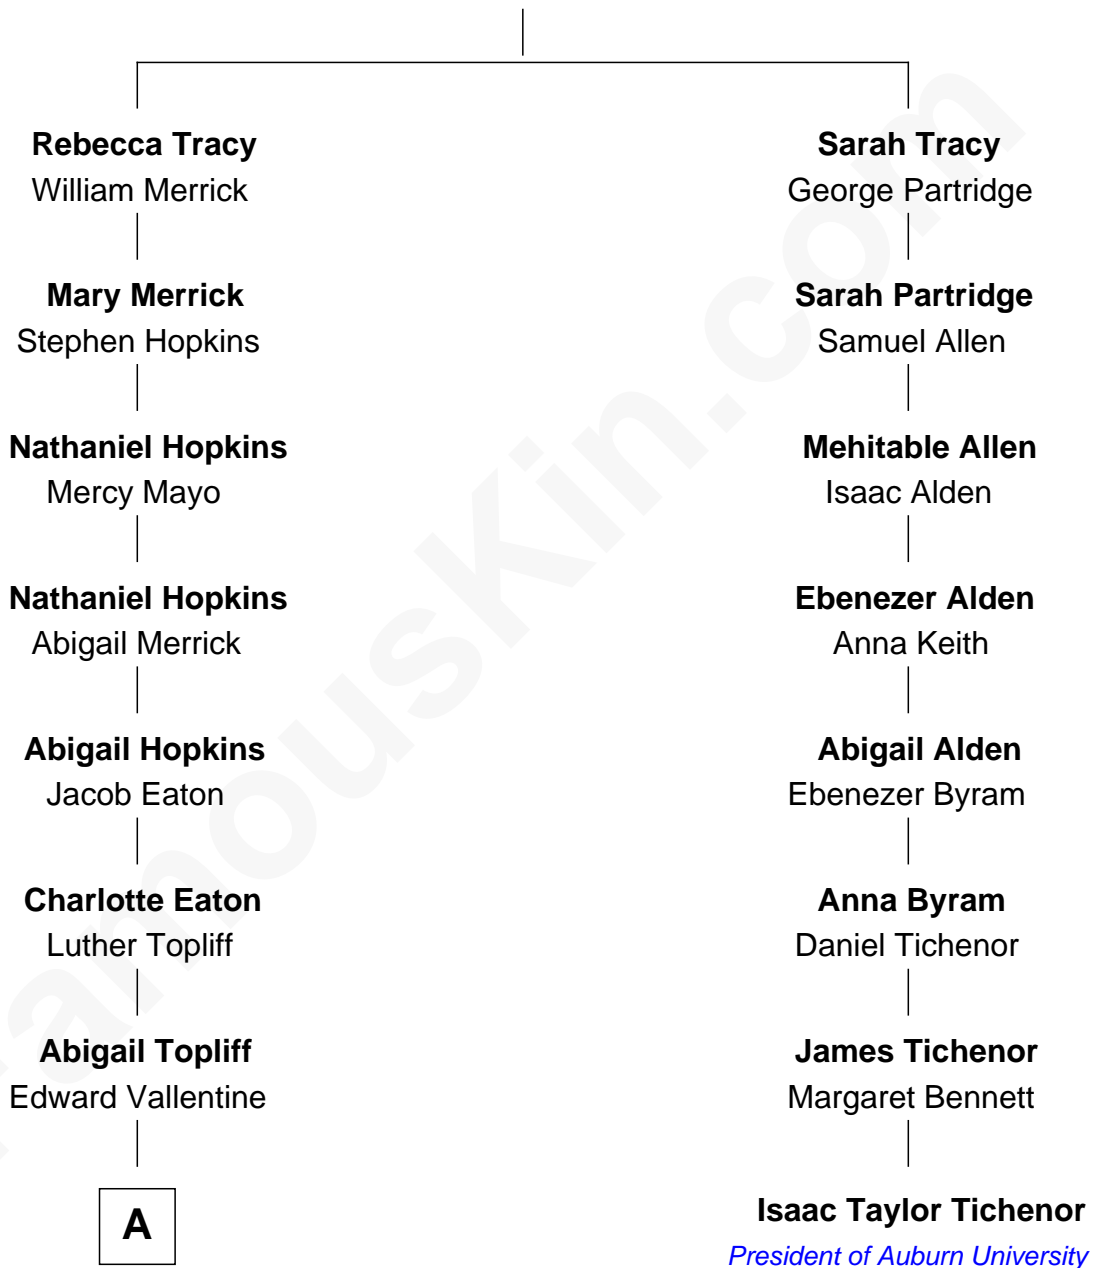 Rebecca Tracy
William Merrick
Mary Merrick
Stephen Hopkins
Nathaniel Hopkins
Mercy Mayo
Nathaniel Hopkins
Abigail Merrick
Abigail Hopkins
Jacob Eaton
Charlotte Eaton
Luther Topliff
Abigail Topliff
Edward Vallentine
A
Sarah Tracy
George Partridge
Sarah Partridge
Samuel Allen
Mehitable Allen
Isaac Alden
Ebenezer Alden
Anna Keith
Abigail Alden
Ebenezer Byram
Anna Byram
Daniel Tichenor
James Tichenor
Margaret Bennett
Isaac Taylor Tichenor
President of Auburn University
FamousKin.com